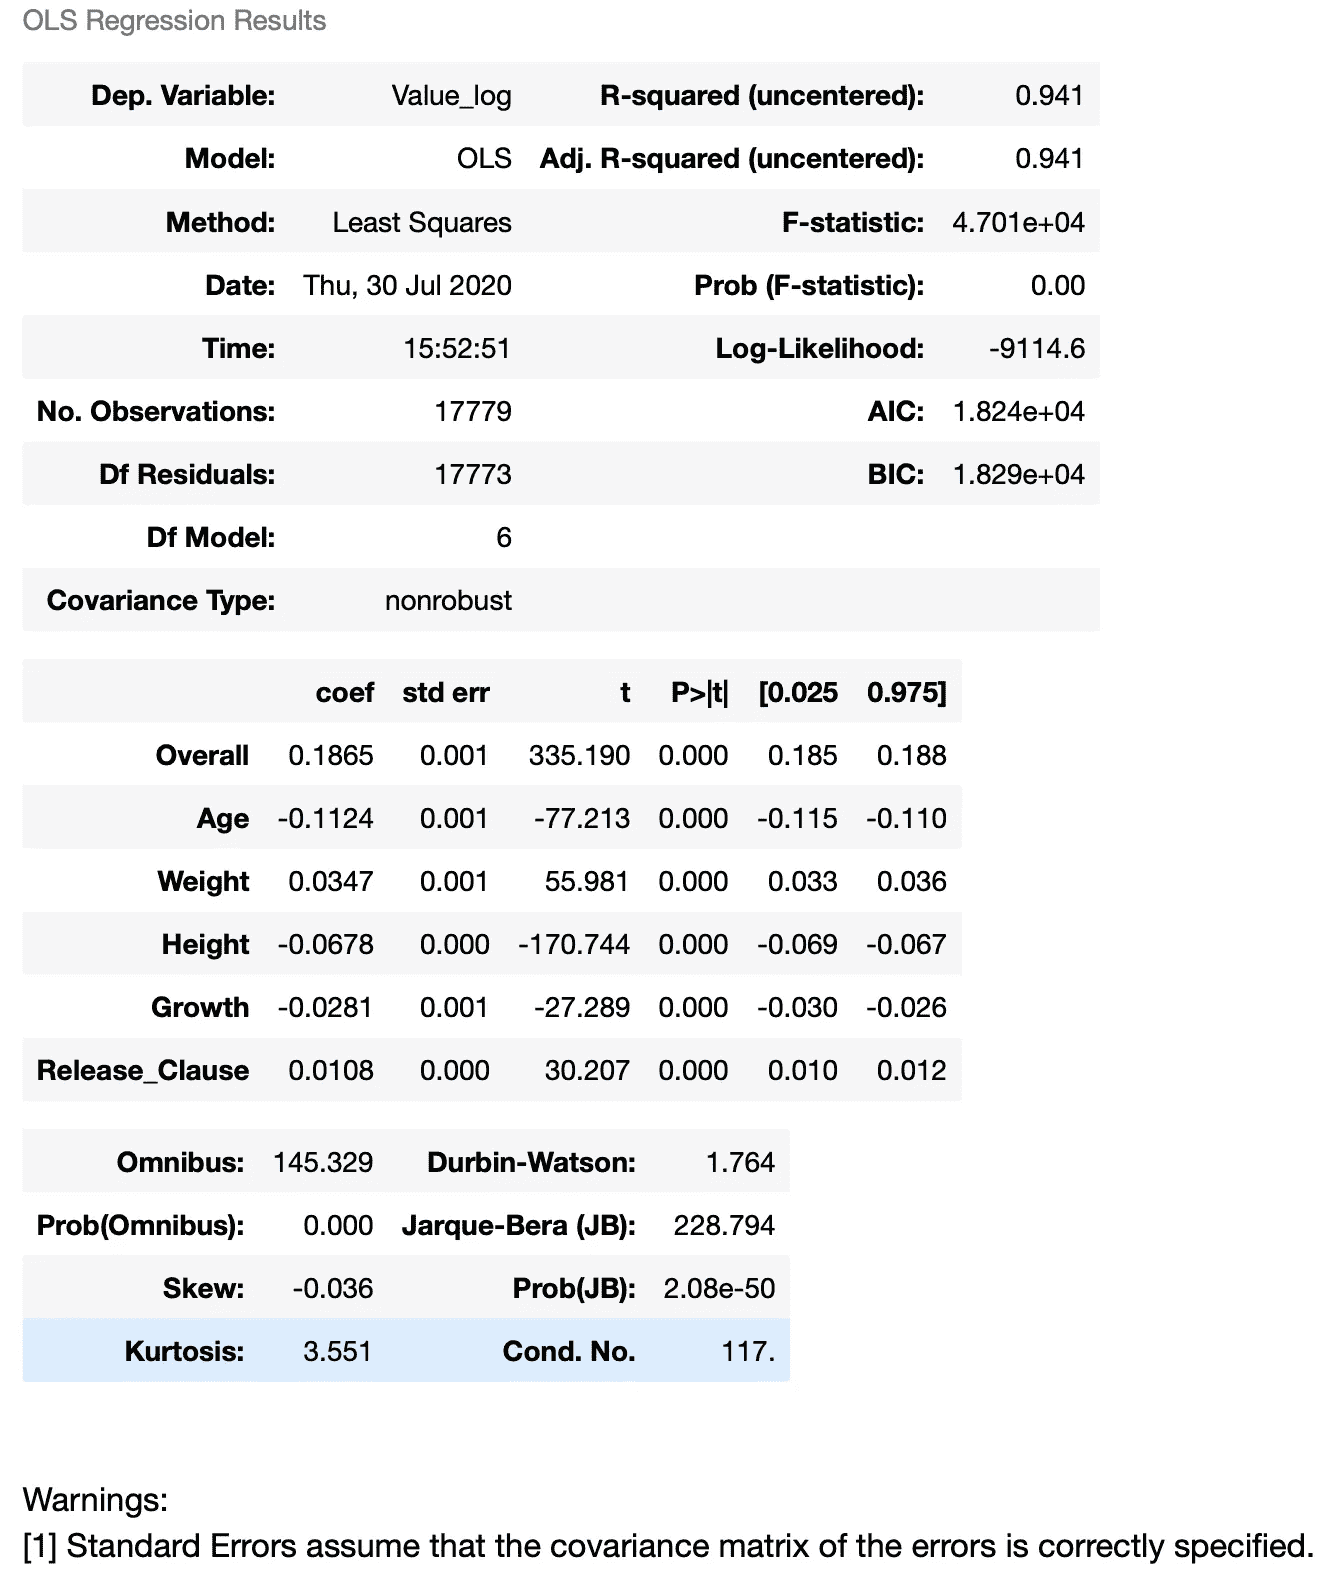 OLS Regression Results
Dep. Variable: Value_log R-squared (uncentered): 0.941
Model: OLS Adj. R-squared (uncentered): 0.941
Method: Least Squares F-statistic: 4.701e+04
Date: Thu, 30 Jul 2020 Prob (F-statistic): 0.00
Time: 15:52:51 Log-Likelihood: -9114.6
No. Observations: 17779 AIC: 1.824e+04
Df Residuals: 17773 BIC: 1.829e+04
Df Model: 6
Covariance Type: nonrobust
coef std err t P>|t| [0.025 0.975]
Overall 0.1865 0.001 335.190 0.000 0.185 0.188
Age -0.1124 0.001 -77.213 0.000 -0.115 -0.110
Weight 0.0347 0.001 55.981 0.000 0.033 0.036
Height -0.0678 0.000 -170.744 0.000 -0.069 -0.067
Growth -0.0281 0.001 -27.289 0.000 -0.030 -0.026
Release_Clause 0.0108 0.000 30.207 0.000 0.010 0.012
Omnibus: 145.329 Durbin-Watson: 1.764
Prob(Omnibus): 0.000 Jarque-Bera (JB): 228.794
Skew: -0.036 Prob(JB): 2.08e-50
Kurtosis: 3.551 Cond. No. 117.
Warnings:
[1] Standard Errors assume that the covariance matrix of the errors is correctly specified.